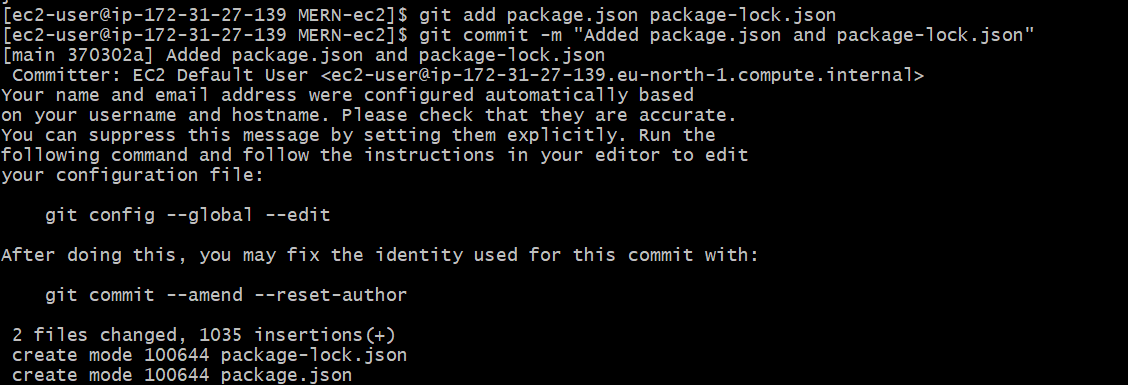 [ec2-user@ip-172-31-27-139 MERN-ec2]$ git add package.json package-lock.json
[ec2-user@ip-172-31-27-139 MERN-ec2]$ git commit -m "Added package.json and package-lock.json"
[main 370302a] Added package.json and package-lock.json
 Committer: EC2 Default User <ec2-user@ip-172-31-27-139.eu-north-1.compute.internal>
Your name and email address were configured automatically based
on your username and hostname. Please check that they are accurate.
You can suppress this message by setting them explicitly. Run the
following command and follow the instructions in your editor to edit
your configuration file:

    git config --global --edit

After doing this, you may fix the identity used for this commit with:

    git commit --amend --reset-author

 2 files changed, 1035 insertions(+)
 create mode 100644 package-lock.json
 create mode 100644 package.json